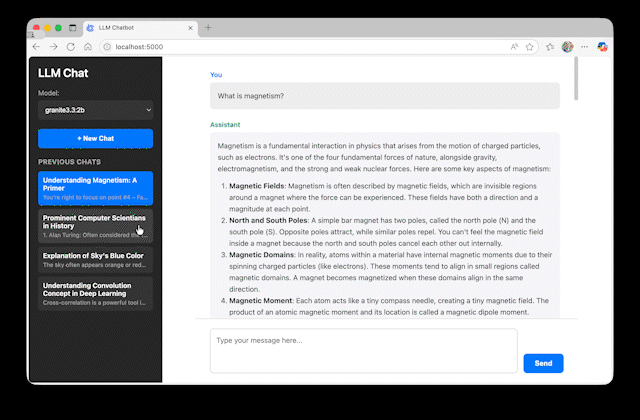 LLM Chatbot
localhost:5000
LLM Chat
Model:
granite3.3:2b
+ New Chat
PREVIOUS CHATS
Understanding Magnetism: A
Primer
You're right to focus on point #4 – Fa...
Prominent Computer Scientians
in History
1. Alan Turing: Often considered the ...
Explanation of Sky's Blue Color
The sky often appears orange or red...
Understanding Convolution
Concept in Deep Learning
Cross-correlation is a powerful tool i...
You
What is magnetism?
Assistant
Magnetism is a fundamental interaction in physics that arises from the motion of charged particles,
such as electrons. It's one of the four fundamental forces of nature, alongside gravity,
electromagnetism, and the strong and weak nuclear forces. Here are some key aspects of magnetism:
1. Magnetic Fields: Magnetism is often described by magnetic fields, which are invisible regions
around a magnet where the force can be experienced. These fields have both a direction and a
magnitude at each point.
2. North and South Poles: A simple bar magnet has two poles, called the north pole (N) and the
south pole (S). Opposite poles attract, while similar poles repel. You can't feel the magnetic field
inside a magnet because the north and south poles cancel each other out internally.
3. Magnetic Domains: In reality, atoms within a material have internal magnetic moments due to their
spinning charged particles (like electrons). These moments tend to align in small regions called
magnetic domains. A magnet becomes magnetized when these domains align in the same
direction.
4. Magnetic Moment: Each atom acts like a tiny compass needle, creating a tiny magnetic field. The
product of an atomic magnetic moment and its location is called a magnetic dipole moment.
Type your message here...
Send